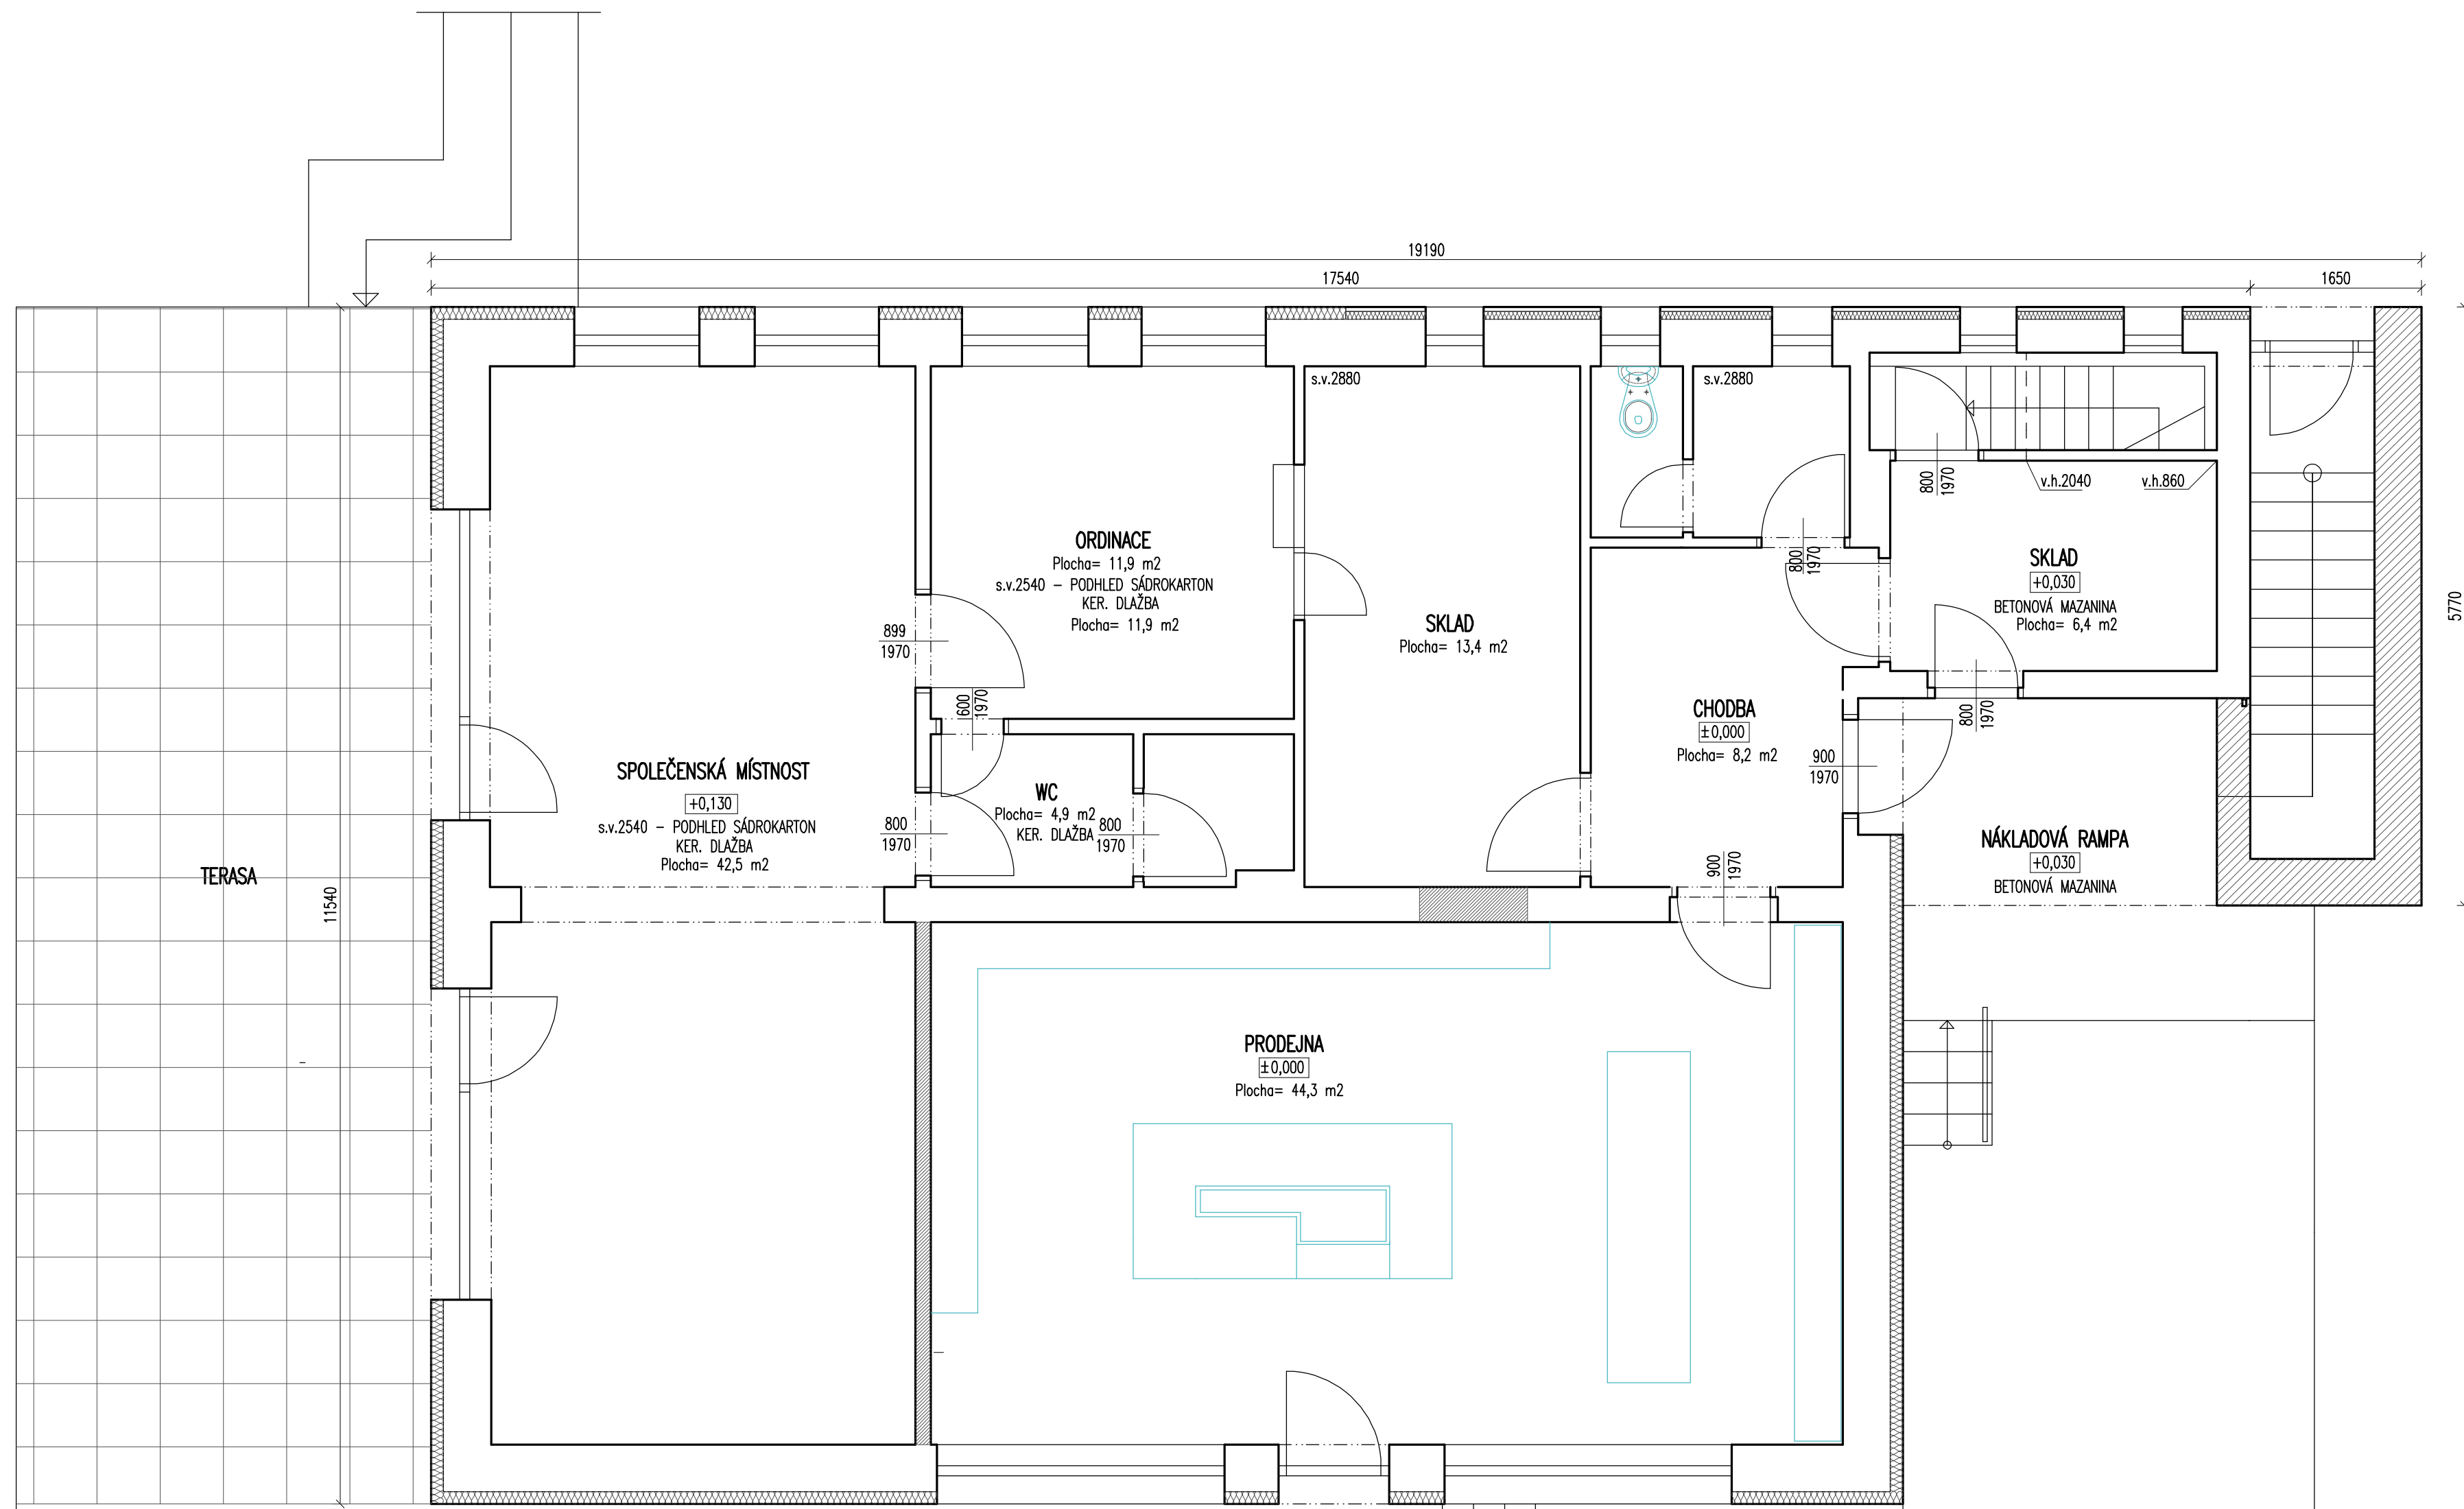 19190
17540
1650
s.v.2880
s.v.2880
800
1970
v.h.2040
v.h.860
ORDINACE
Plocha= 11,9 m2
s.v.2540 – PODHLED SÁDROKARTON
KER. DLAŽBA
Plocha= 11,9 m2
800
1970
SKLAD
+0,030
BETONOVÁ MAZANINA
Plocha= 6,4 m2
5770
899
1970
SKLAD
Plocha= 13,4 m2
600
1970
CHODBA
±0,000
Plocha= 8,2 m2
800
1970
900
1970
SPOLEČENSKÁ MÍSTNOST
+0,130
s.v.2540 – PODHLED SÁDROKARTON
KER. DLAŽBA
Plocha= 42,5 m2
800
1970
WC
Plocha= 4,9 m2
KER. DLAŽBA
800
1970
900
1970
NÁKLADOVÁ RAMPA
+0,030
BETONOVÁ MAZANINA
TERASA
11540
PRODEJNA
±0,000
Plocha= 44,3 m2